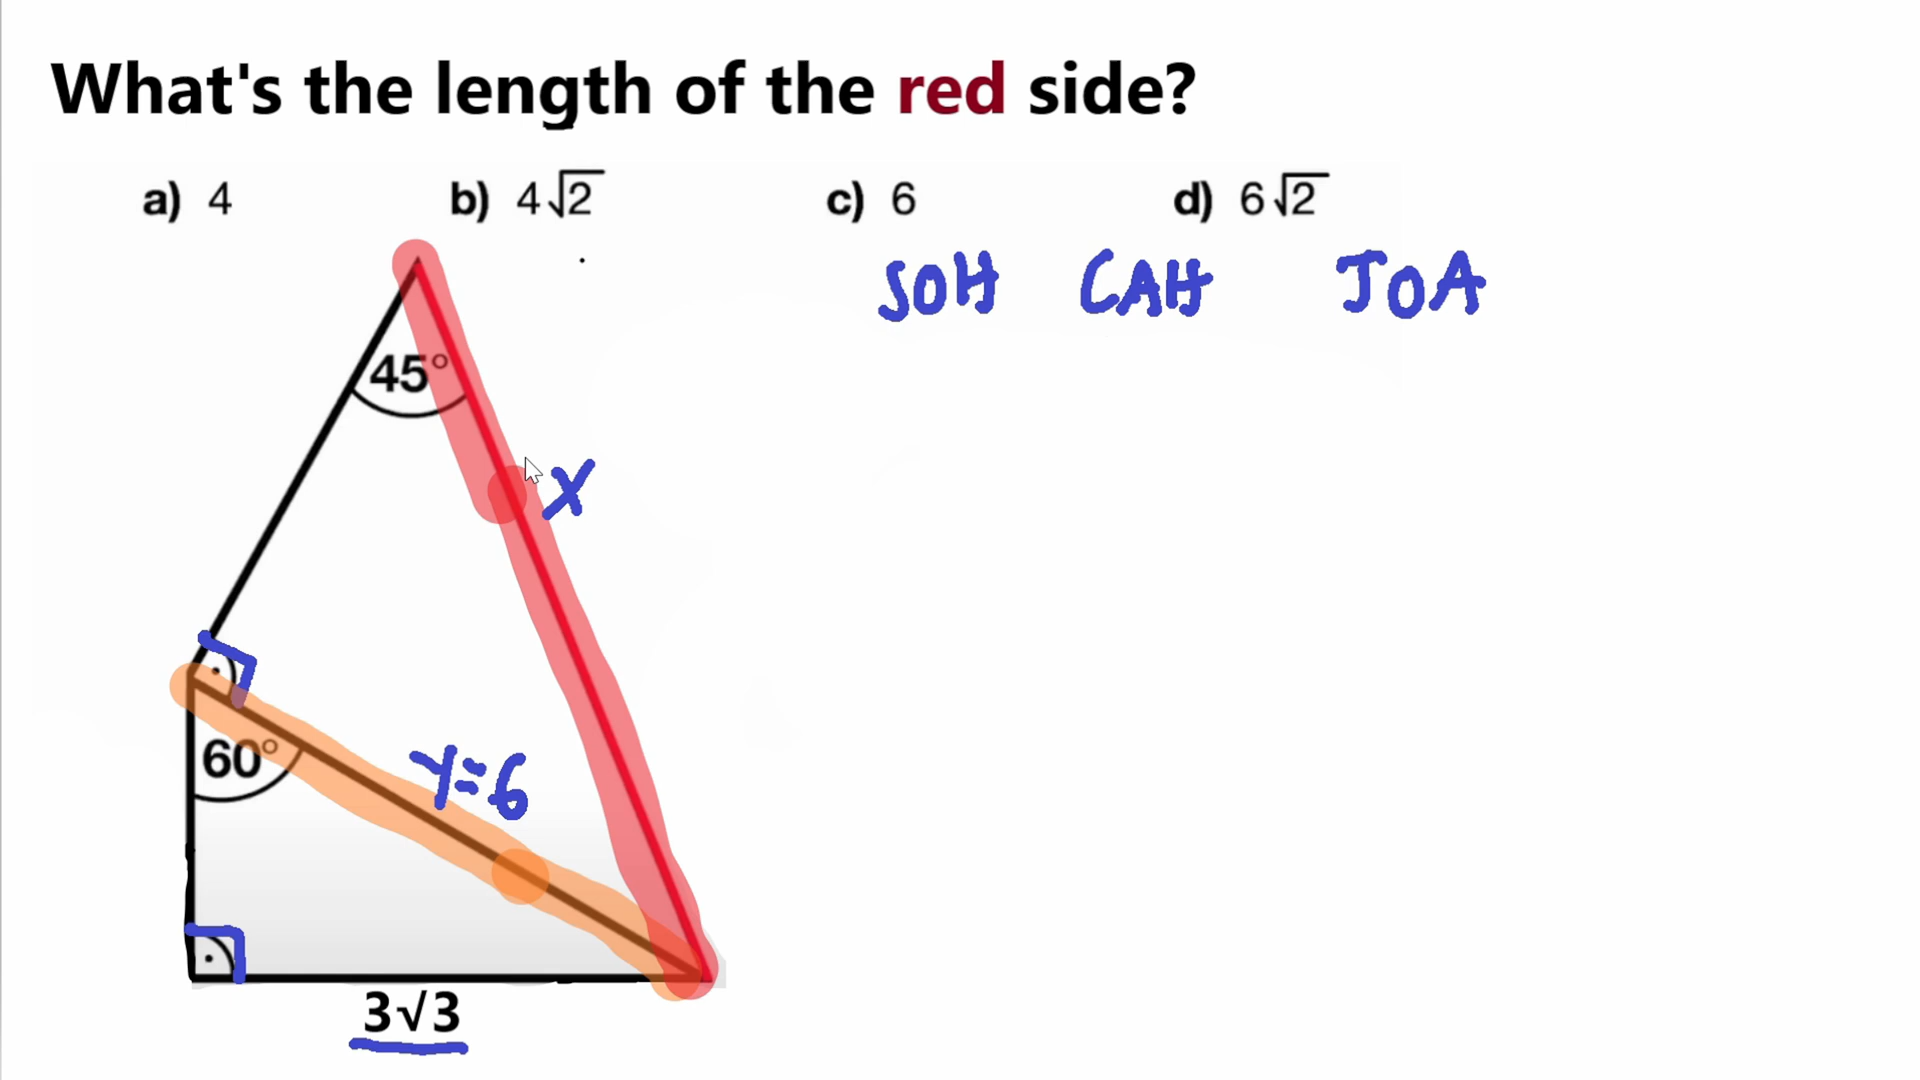 What's the length of the red side?
a) 4 b) 4√2 c) 6 d) 6√2
SOH CAH TOA
45°
X
60°
Y=6
3√3